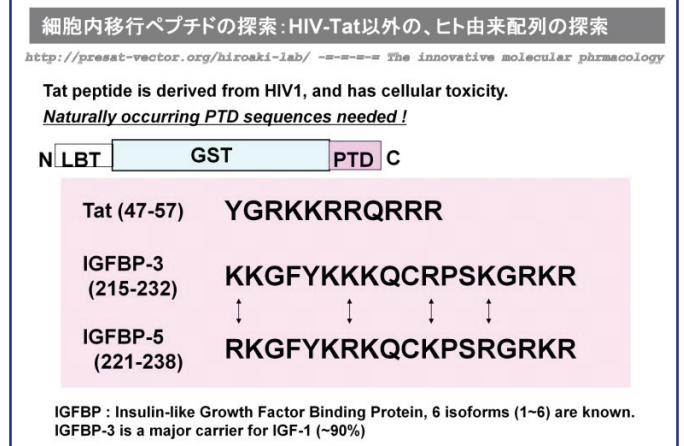 細胞内移行ペプチドの探索：HIV-Tat以外の、ヒト由来配列の探索
http://presat-vector.org/hiroaki-lab/ -=-=-=-= The innovative molecular phrmacology
Tat peptide is derived from HIV1, and has cellular toxicity.
Naturally occurring PTD sequences needed !
N LBT GST PTD C
Tat (47-57) YGRKKRRQRRR
IGFBP-3
(215-232) KKGFYKKKQCRPSKGRKR
IGFBP-5
(221-238) RKGFYKRKQCKPSRGRKR
IGFBP : Insulin-like Growth Factor Binding Protein, 6 isoforms (1~6) are known.
IGFBP-3 is a major carrier for IGF-1 (~90%)